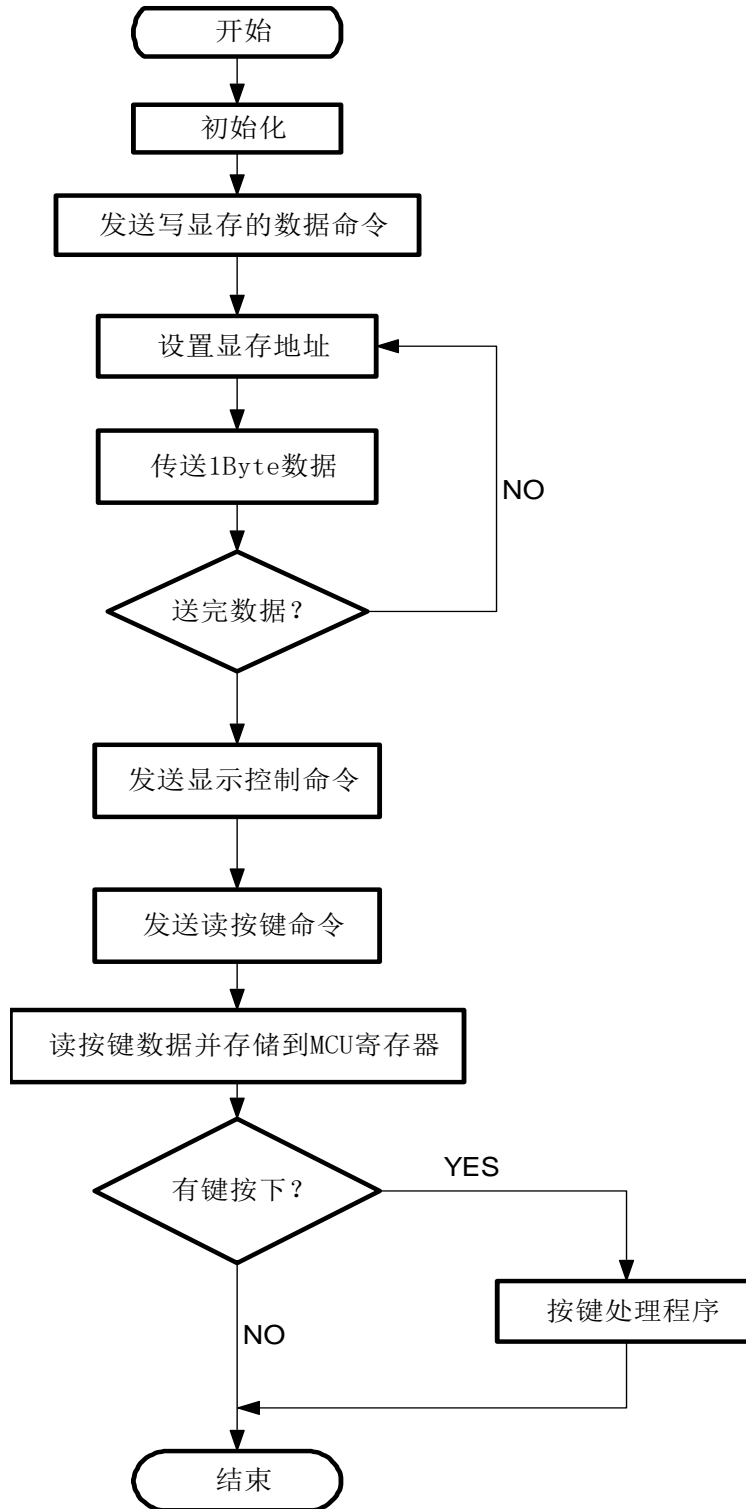 开始
初始化
发送写显存的数据命令
设置显存地址
传送1Byte数据
NO
送完数据?
发送显示控制命令
发送读按键命令
读按键数据并存储到MCU寄存器
YES
有键按下?
按键处理程序
NO
结束